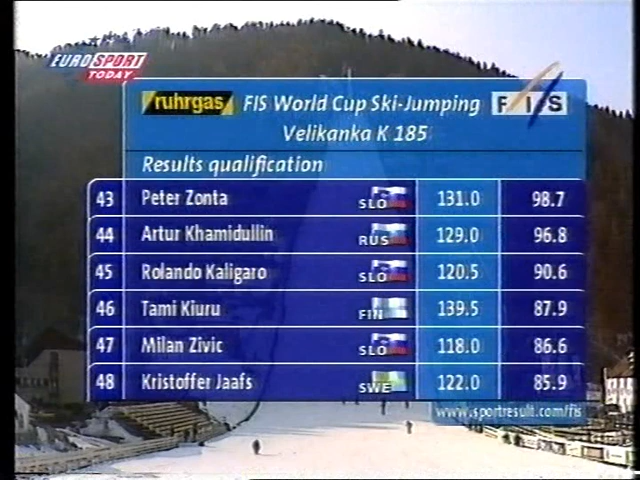 EUROSPORT
TODAY
ruhrgas FIS World Cup Ski-Jumping FIS
Velikanka K 185
Results qualification
43 Peter Zonta SLO 131.0 98.7
44 Artur Khamidullin RUS 129.0 96.8
45 Rolando Kaligaro SLO 120.5 90.6
46 Tami Kiuru FIN 139.5 87.9
47 Milan Zivic SLO 118.0 86.6
48 Kristoffer Jaafs SWE 122.0 85.9
www.sportresult.com/fis